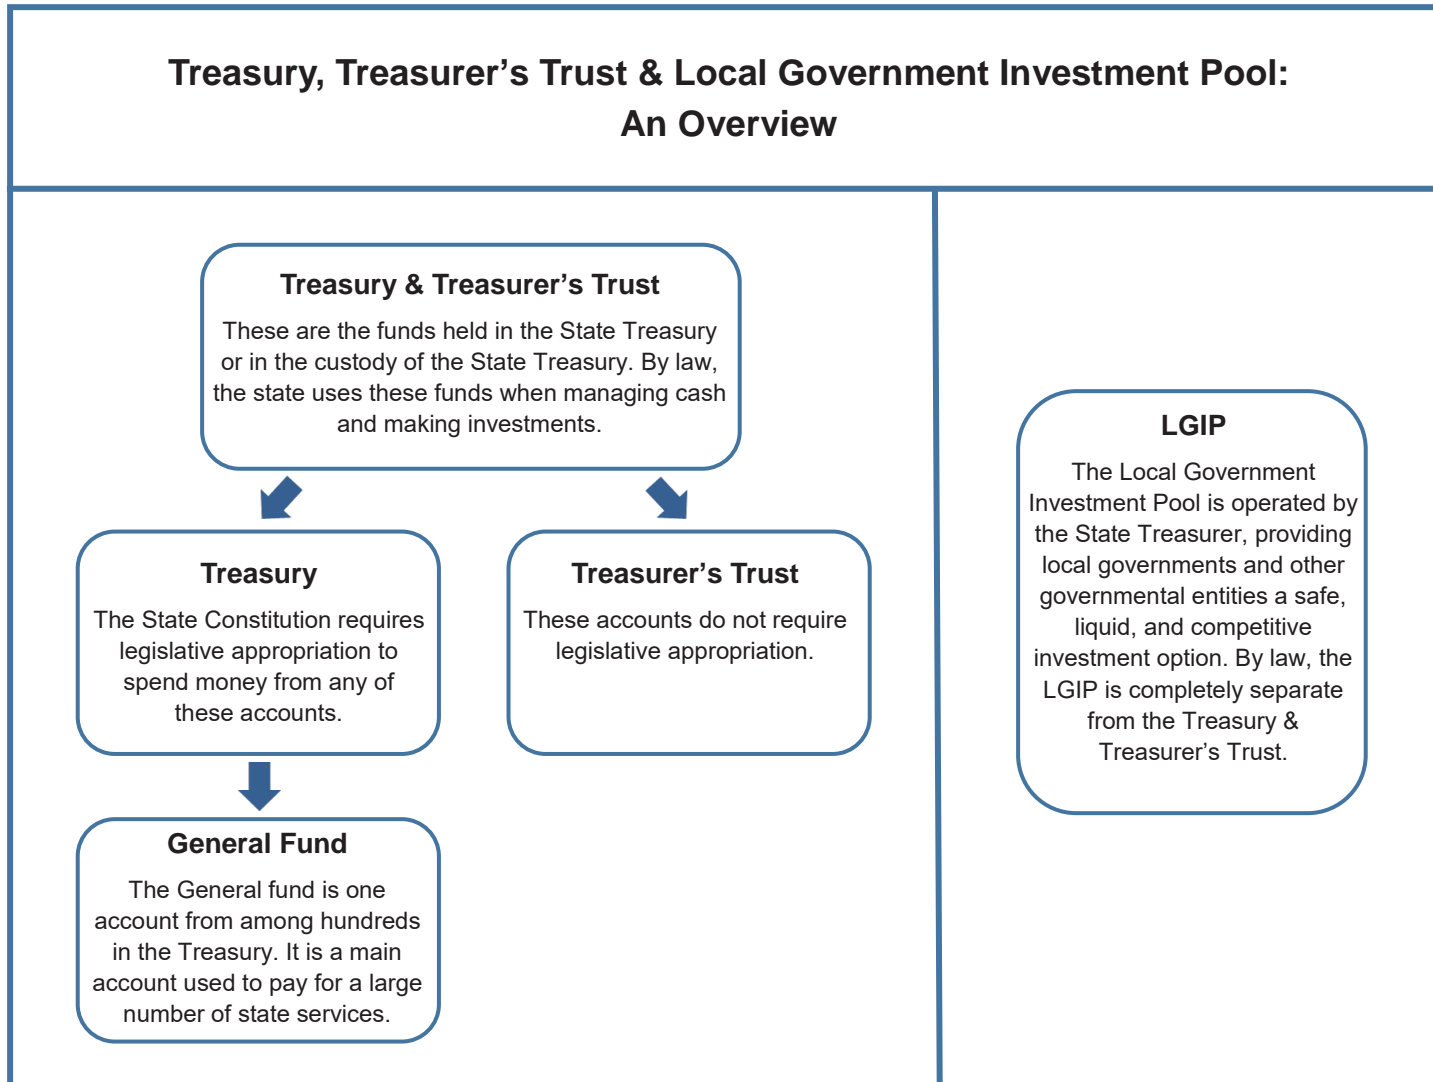 Treasury, Treasurer’s Trust & Local Government Investment Pool:
An Overview
Treasury & Treasurer’s Trust
These are the funds held in the State Treasury
or in the custody of the State Treasury. By law,
the state uses these funds when managing cash
and making investments.
Treasury
The State Constitution requires
legislative appropriation to
spend money from any of
these accounts.
Treasurer’s Trust
These accounts do not require
legislative appropriation.
General Fund
The General fund is one
account from among hundreds
in the Treasury. It is a main
account used to pay for a large
number of state services.
LGIP
The Local Government
Investment Pool is operated by
the State Treasurer, providing
local governments and other
governmental entities a safe,
liquid, and competitive
investment option. By law, the
LGIP is completely separate
from the Treasury &
Treasurer’s Trust.